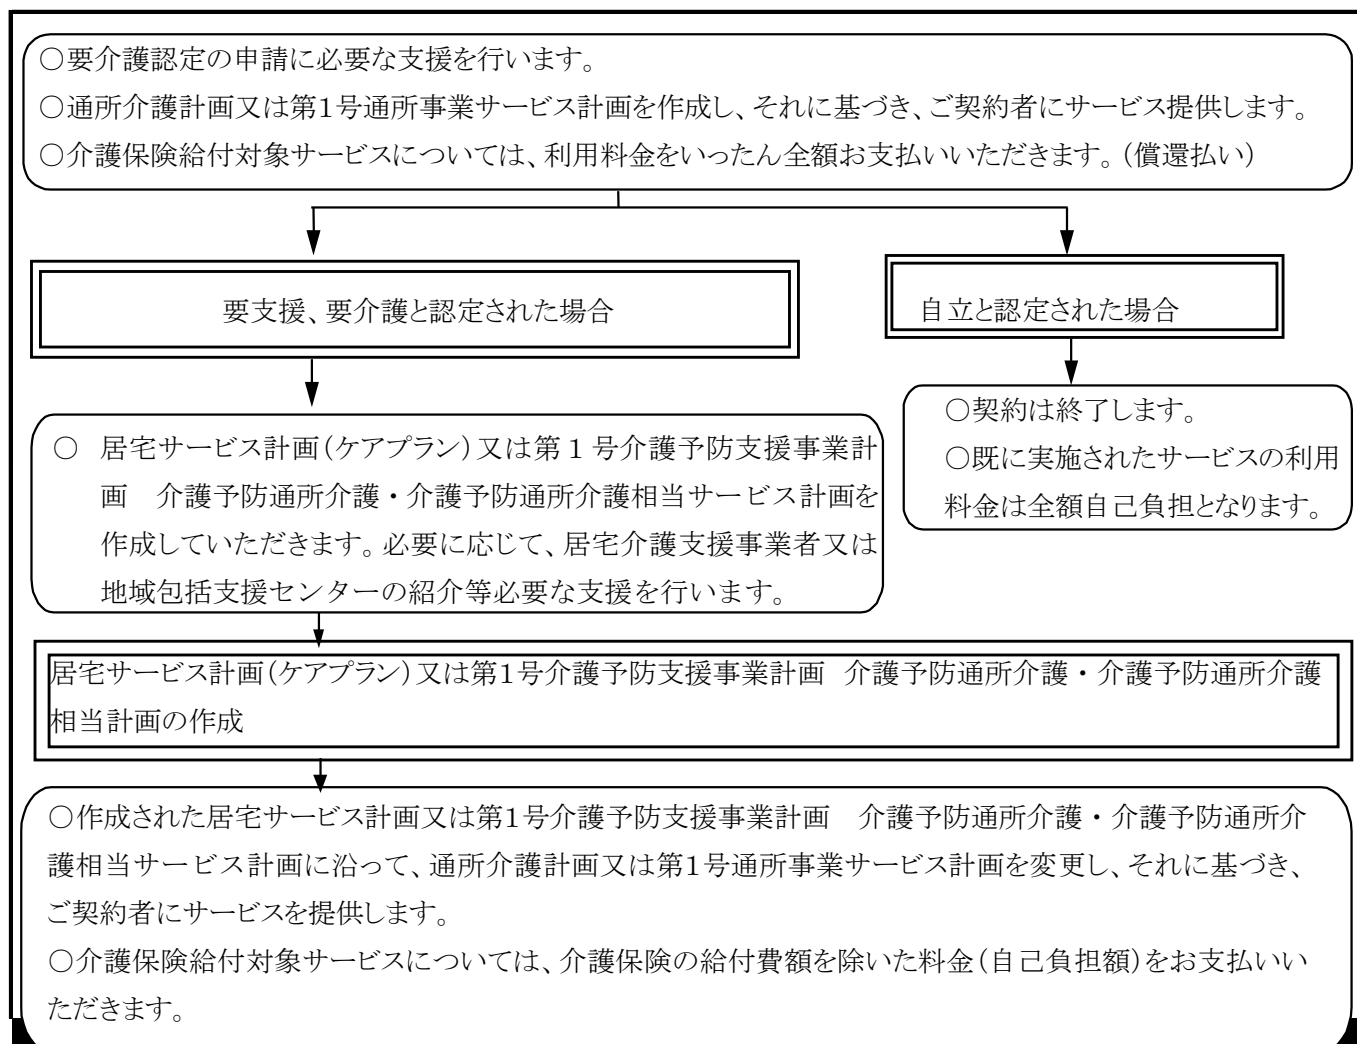 ○要介護認定の申請に必要な支援を行います。
○通所介護計画又は第1号通所事業サービス計画を作成し、それに基づき、ご契約者にサービス提供します。
○介護保険給付対象サービスについては、利用料金をいったん全額お支払いいただきます。（償還払い）
要支援、要介護と認定された場合
自立と認定された場合
○ 居宅サービス計画（ケアプラン）又は第 1 号介護予防支援事業計
画　介護予防通所介護・介護予防通所介護相当サービス計画を
作成していただきます。必要に応じて、居宅介護支援事業者又は
地域包括支援センターの紹介等必要な支援を行います。
○契約は終了します。
○既に実施されたサービスの利用
料金は全額自己負担となります。
居宅サービス計画（ケアプラン）又は第1号介護予防支援事業計画　介護予防通所介護・介護予防通所介護
相当計画の作成
○作成された居宅サービス計画又は第1号介護予防支援事業計画　介護予防通所介護・介護予防通所介
護相当サービス計画に沿って、通所介護計画又は第1号通所事業サービス計画を変更し、それに基づき、
ご契約者にサービスを提供します。
○介護保険給付対象サービスについては、介護保険の給付費額を除いた料金（自己負担額）をお支払いい
ただきます。